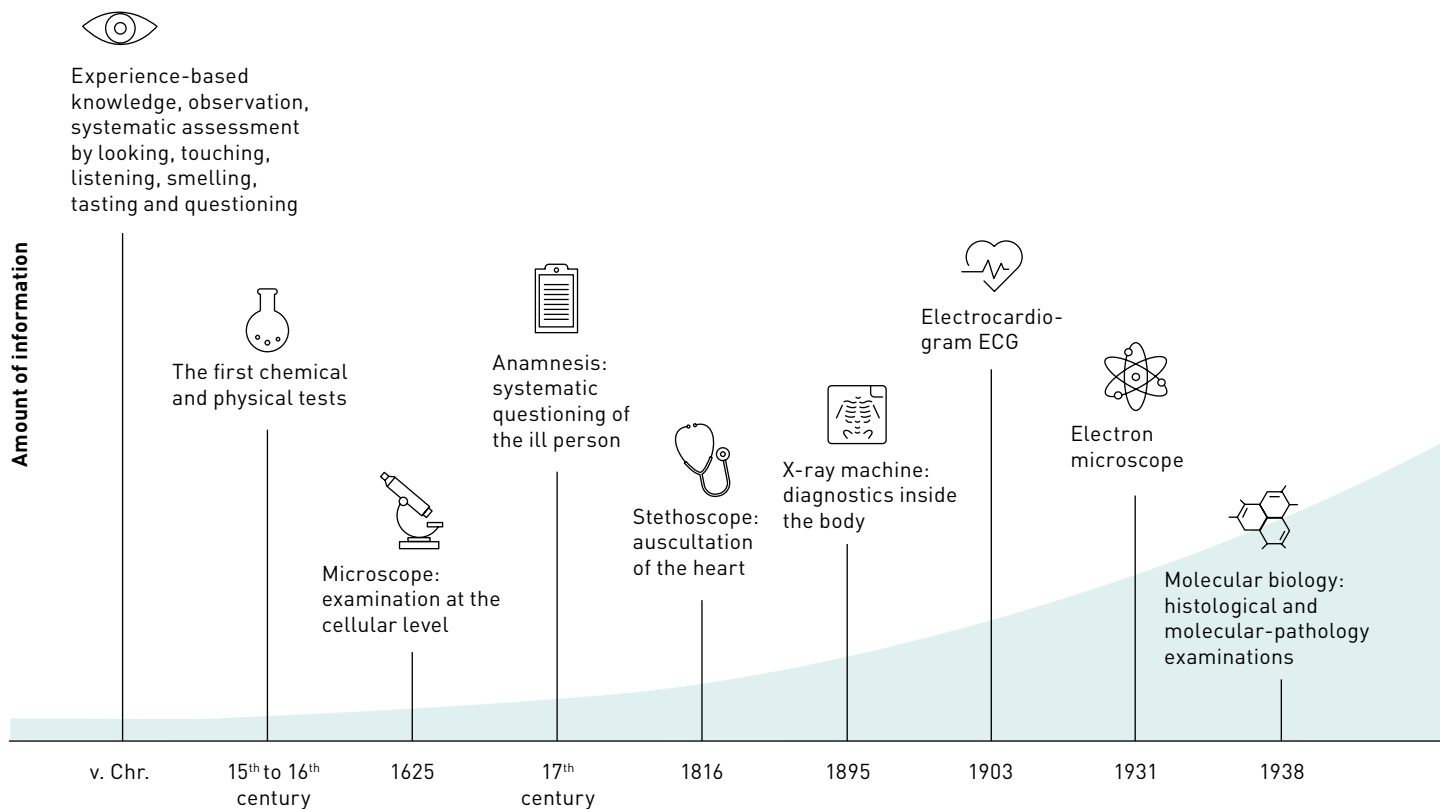 Experience-based
knowledge, observation,
systematic assessment
by looking, touching,
listening, smelling,
tasting and questioning
Amount of information
The first chemical
and physical tests
Microscope:
examination at the
cellular level
Anamnesis:
systematic
questioning of
the ill person
Stethoscope:
auscultation
of the heart
X-ray machine:
diagnostics inside
the body
Electrocardio-
gram ECG
Electron
microscope
Molecular biology:
histological and
molecular-pathology
examinations
v. Chr.
15th to 16th
century
1625
17th
century
1816
1895
1903
1931
1938